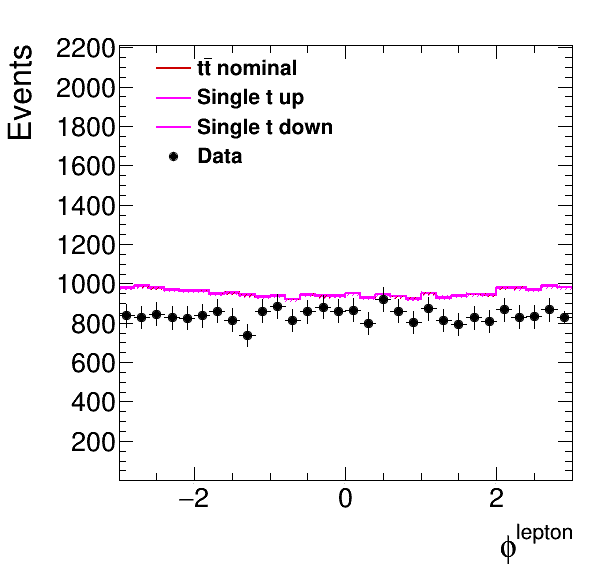 Events
2200
2000
1800
1600
1400
1200
1000
800
600
400
200
tt̄ nominal
Single t up
Single t down
Data
−2 0 2
ϕ^lepton